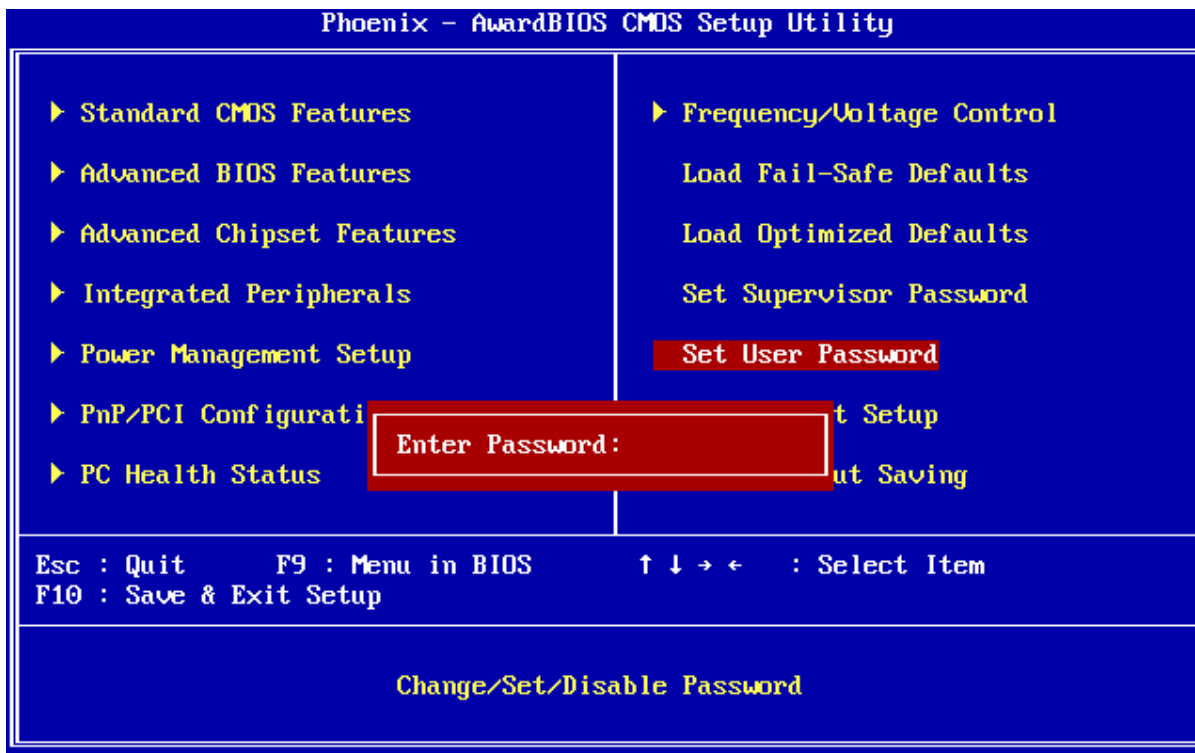 Phoenix - AwardBIOS CMOS Setup Utility
Standard CMOS Features
Advanced BIOS Features
Advanced Chipset Features
Integrated Peripherals
Power Management Setup
PnP/PCI Configurati
PC Health Status
Frequency/Voltage Control
Load Fail-Safe Defaults
Load Optimized Defaults
Set Supervisor Password
Set User Password
t Setup
ut Saving
Enter Password:
Esc : Quit F9 : Menu in BIOS ↑ ↓ → ← : Select Item
F10 : Save & Exit Setup
Change/Set/Disable Password